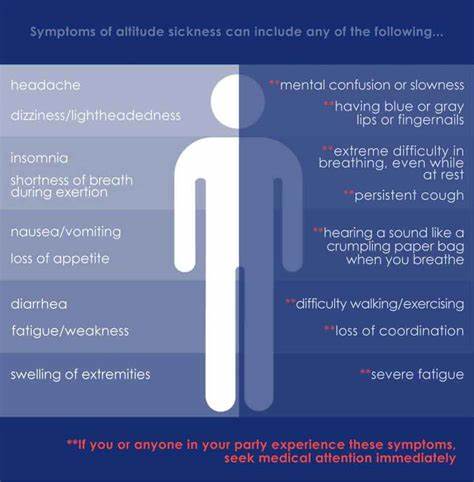 Symptoms of altitude sickness can include any of the following...
headache
dizziness/lightheadedness
insomnia
shortness of breath
during exertion
nausea/vomiting
loss of appetite
diarrhea
fatigue/weakness
swelling of extremities
**mental confusion or slowness
**having blue or gray
lips or fingernails
**extreme difficulty in
breathing, even while
at rest
**persistent cough
**hearing a sound like a
crumpling paper bag
when you breathe
**difficulty walking/exercising
**loss of coordination
**severe fatigue
**If you or anyone in your party experience these symptoms,
seek medical attention immediately